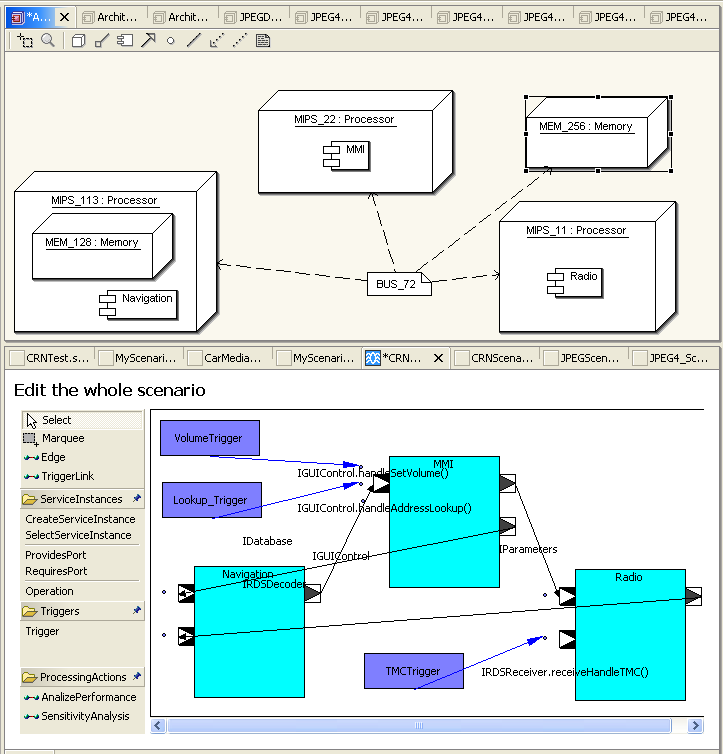 *A...
Archit...
Archit...
JPEGD...
JPEG4...
JPEG4...
JPEG4...
JPEG4...
JPEG4...
JPEG4...
MIPS_22 : Processor
MMI
MEM_256 : Memory
MIPS_113 : Processor
MEM_128 : Memory
Navigation
MIPS_11 : Processor
Radio
BUS_72
CRNTest.s...
MyScenari...
CarMedia...
MyScenari...
*CRN...
CRNScena...
JPEGScen...
JPEG4_Sc...
Edit the whole scenario
Select
Marquee
Edge
TriggerLink
ServiceInstances
CreateServiceInstance
SelectServiceInstance
ProvidesPort
RequiresPort
Operation
Triggers
Trigger
ProcessingActions
AnalizePerformance
SensitivityAnalysis
VolumeTrigger
MMI
IGUIControl.handleSetVolume()
Lookup_Trigger
IGUIControl.handleAddressLookup()
IDatabase
IGUIControl
IParameters
Navigation
IRDSDecoder
Radio
TMCTrigger
IRDSReceiver.receiveHandleTMC()